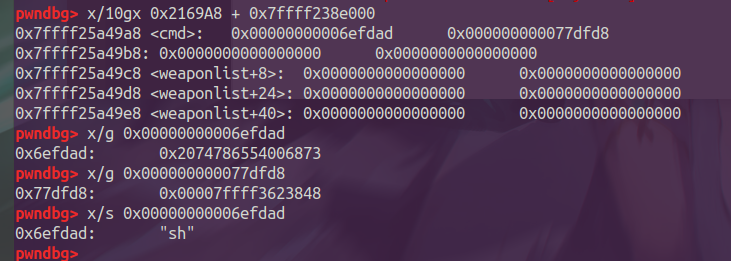 pwndbg> x/10gx 0x2169A8 + 0x7ffff238e000
0x7ffff25a49a8 <cmd>: 0x00000000006efdad 0x000000000077dfd8
0x7ffff25a49b8: 0x0000000000000000 0x0000000000000000
0x7ffff25a49c8 <weaponlist+8>: 0x0000000000000000 0x0000000000000000
0x7ffff25a49d8 <weaponlist+24>: 0x0000000000000000 0x0000000000000000
0x7ffff25a49e8 <weaponlist+40>: 0x0000000000000000 0x0000000000000000
pwndbg> x/g 0x00000000006efdad
0x6efdad: 0x2074786554006873
pwndbg> x/g 0x000000000077dfd8
0x77dfd8: 0x00007ffff3623848
pwndbg> x/s 0x00000000006efdad
0x6efdad: "sh"
pwndbg>